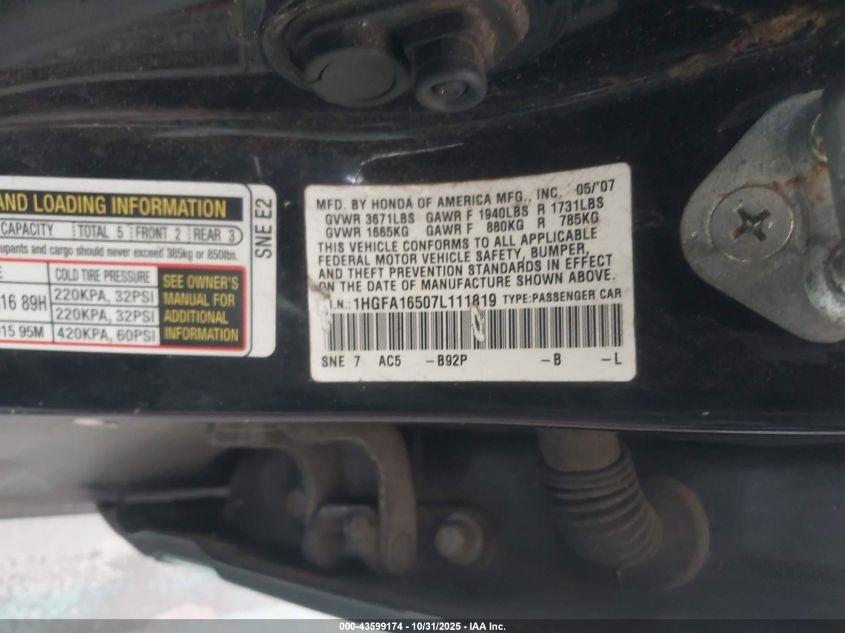 AND LOADING INFORMATION
CAPACITY TOTAL 5 FRONT 2 REAR 3
upants and cargo should never exceed 385kg or 850lbs.
E COLD TIRE PRESSURE SEE OWNER'S MANUAL FOR ADDITIONAL INFORMATION
16 89H 220KPA, 32PSI
220KPA, 32PSI
015 95M 420KPA, 60PSI
SNE E2
MFD. BY HONDA OF AMERICA MFG., INC. 05/'07
GVWR 3671LBS GAWR F 1940LBS R 1731LBS
GVWR 1665KG GAWR F 880KG R 785KG
THIS VEHICLE CONFORMS TO ALL APPLICABLE
FEDERAL MOTOR VEHICLE SAFETY, BUMPER,
AND THEFT PREVENTION STANDARDS IN EFFECT
ON THE DATE OF MANUFACTURE SHOWN ABOVE.
I.N.: 1HGFA16507L111819 TYPE:PASSENGER CAR
SNE 7 AC5 -B92P -B -L
000-43599174 - 10/31/2025 - IAA Inc.